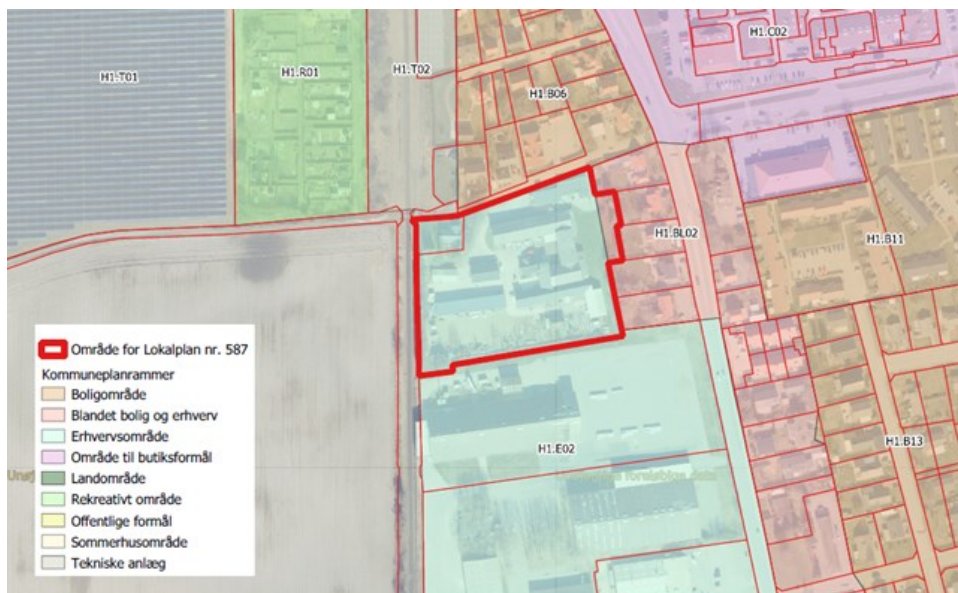 H1.C02
H1.T01
H1.R01
H1.T02
H1.B06
H1.BL02
H1.B11
Område for Lokalplan nr. 587
Kommuneplanrammer
Boligområde
Blandet bolig og erhverv
Erhvervsområde
Område til butiksformål
Landområde
Rekreativt område
Offentlige formål
Sommerhusområde
Tekniske anlæg
H1.E02
H1.B13